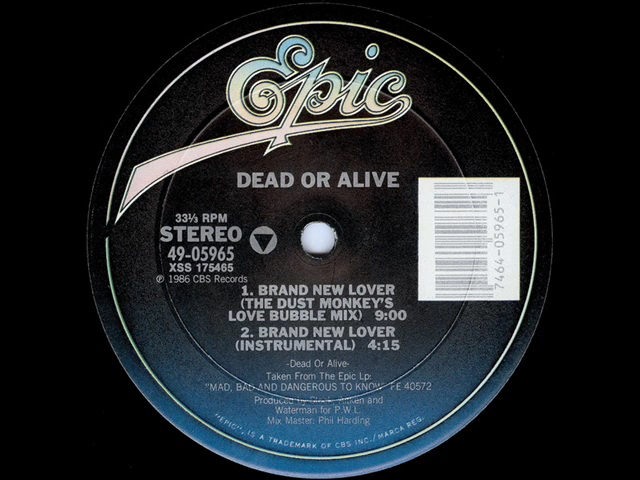 Epic
DEAD OR ALIVE
33⅓ RPM
STEREO
49-05965
XSS 175465
℗ 1986 CBS Records
7464-05965-1
1. BRAND NEW LOVER
(THE DUST MONKEY'S
LOVE BUBBLE MIX) 9:00
2. BRAND NEW LOVER
(INSTRUMENTAL) 4:15
-Dead Or Alive-
Taken From The Epic Lp:
"MAD, BAD AND DANGEROUS TO KNOW" FE 40572
Produced by Stock, Aitken and
Waterman for P.W.L.
Mix Master: Phil Harding
"EPIC", IS A TRADEMARK OF CBS INC./MARCA REG.